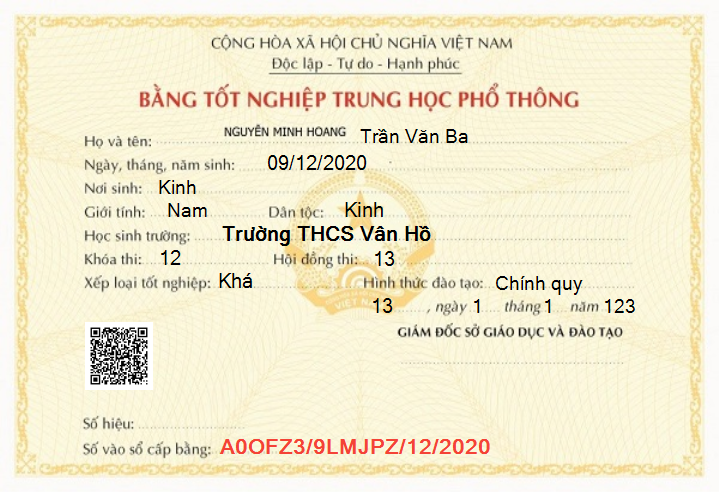 CỘNG HÒA XÃ HỘI CHỦ NGHĨA VIỆT NAM
Độc lập - Tự do - Hạnh phúc
BẰNG TỐT NGHIỆP TRUNG HỌC PHỔ THÔNG
Họ và tên: NGUYỄN MINH HOANG Trần Văn Ba
Ngày, tháng, năm sinh: 09/12/2020
Nơi sinh: Kinh
Giới tính: Nam Dân tộc: Kinh
Học sinh trường: Trường THCS Vân Hồ
Khóa thi: 12 Hội đồng thi: 13
Xếp loại tốt nghiệp: Khá Hình thức đào tạo: Chính quy
13 , ngày 1 tháng 1 năm 123
GIÁM ĐỐC SỞ GIÁO DỤC VÀ ĐÀO TẠO
Số hiệu:
Số vào sổ cấp bằng: A0OFZ3/9LMJPZ/12/2020
VIỆT NAM